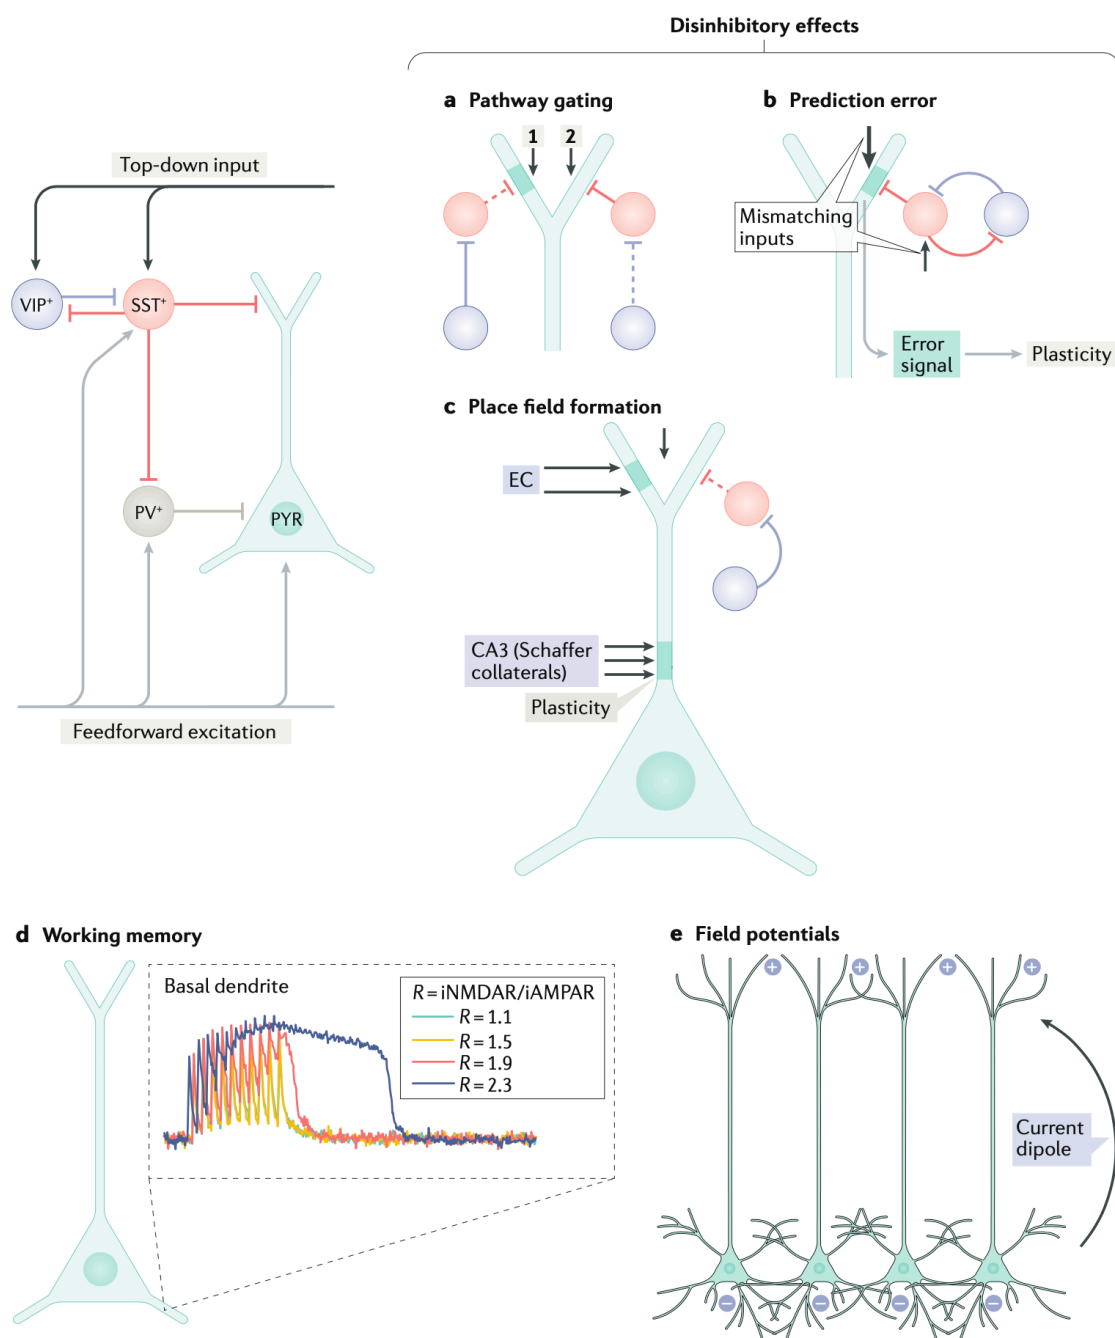 Disinhibitory effects
a Pathway gating
1
2
b Prediction error
Mismatching
inputs
Error
signal
Plasticity
Top-down input
VIP⁺
SST⁺
PV⁺
PYR
Feedforward excitation
c Place field formation
EC
CA3 (Schaffer
collaterals)
Plasticity
d Working memory
Basal dendrite
R = iNMDAR/iAMPAR
R = 1.1
R = 1.5
R = 1.9
R = 2.3
e Field potentials
+
+
+
+
Current
dipole
−
−
−
−